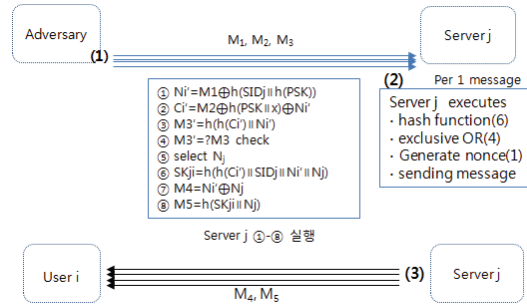 Adversary
(1)
M₁, M₂, M₃
Server j
(2)
Per 1 message
① Ni'=M1⊕h(SIDj∥h(PSK))
② Ci'=M2⊕h(PSK∥x)⊕Ni'
③ M3'=h(h(Ci')∥Ni')
④ M3'=?M3 check
⑤ select Nj
⑥ SKji=h(h(Ci')∥SIDj∥Ni'∥Nj)
⑦ M4=Ni'⊕Nj
⑧ M5=h(SKji∥Nj)
Server j executes
· hash function(6)
· exclusive OR(4)
· Generate nonce(1)
· sending message
Server j ①-⑧ 실행
User i
(3)
Server j
M₄, M₅